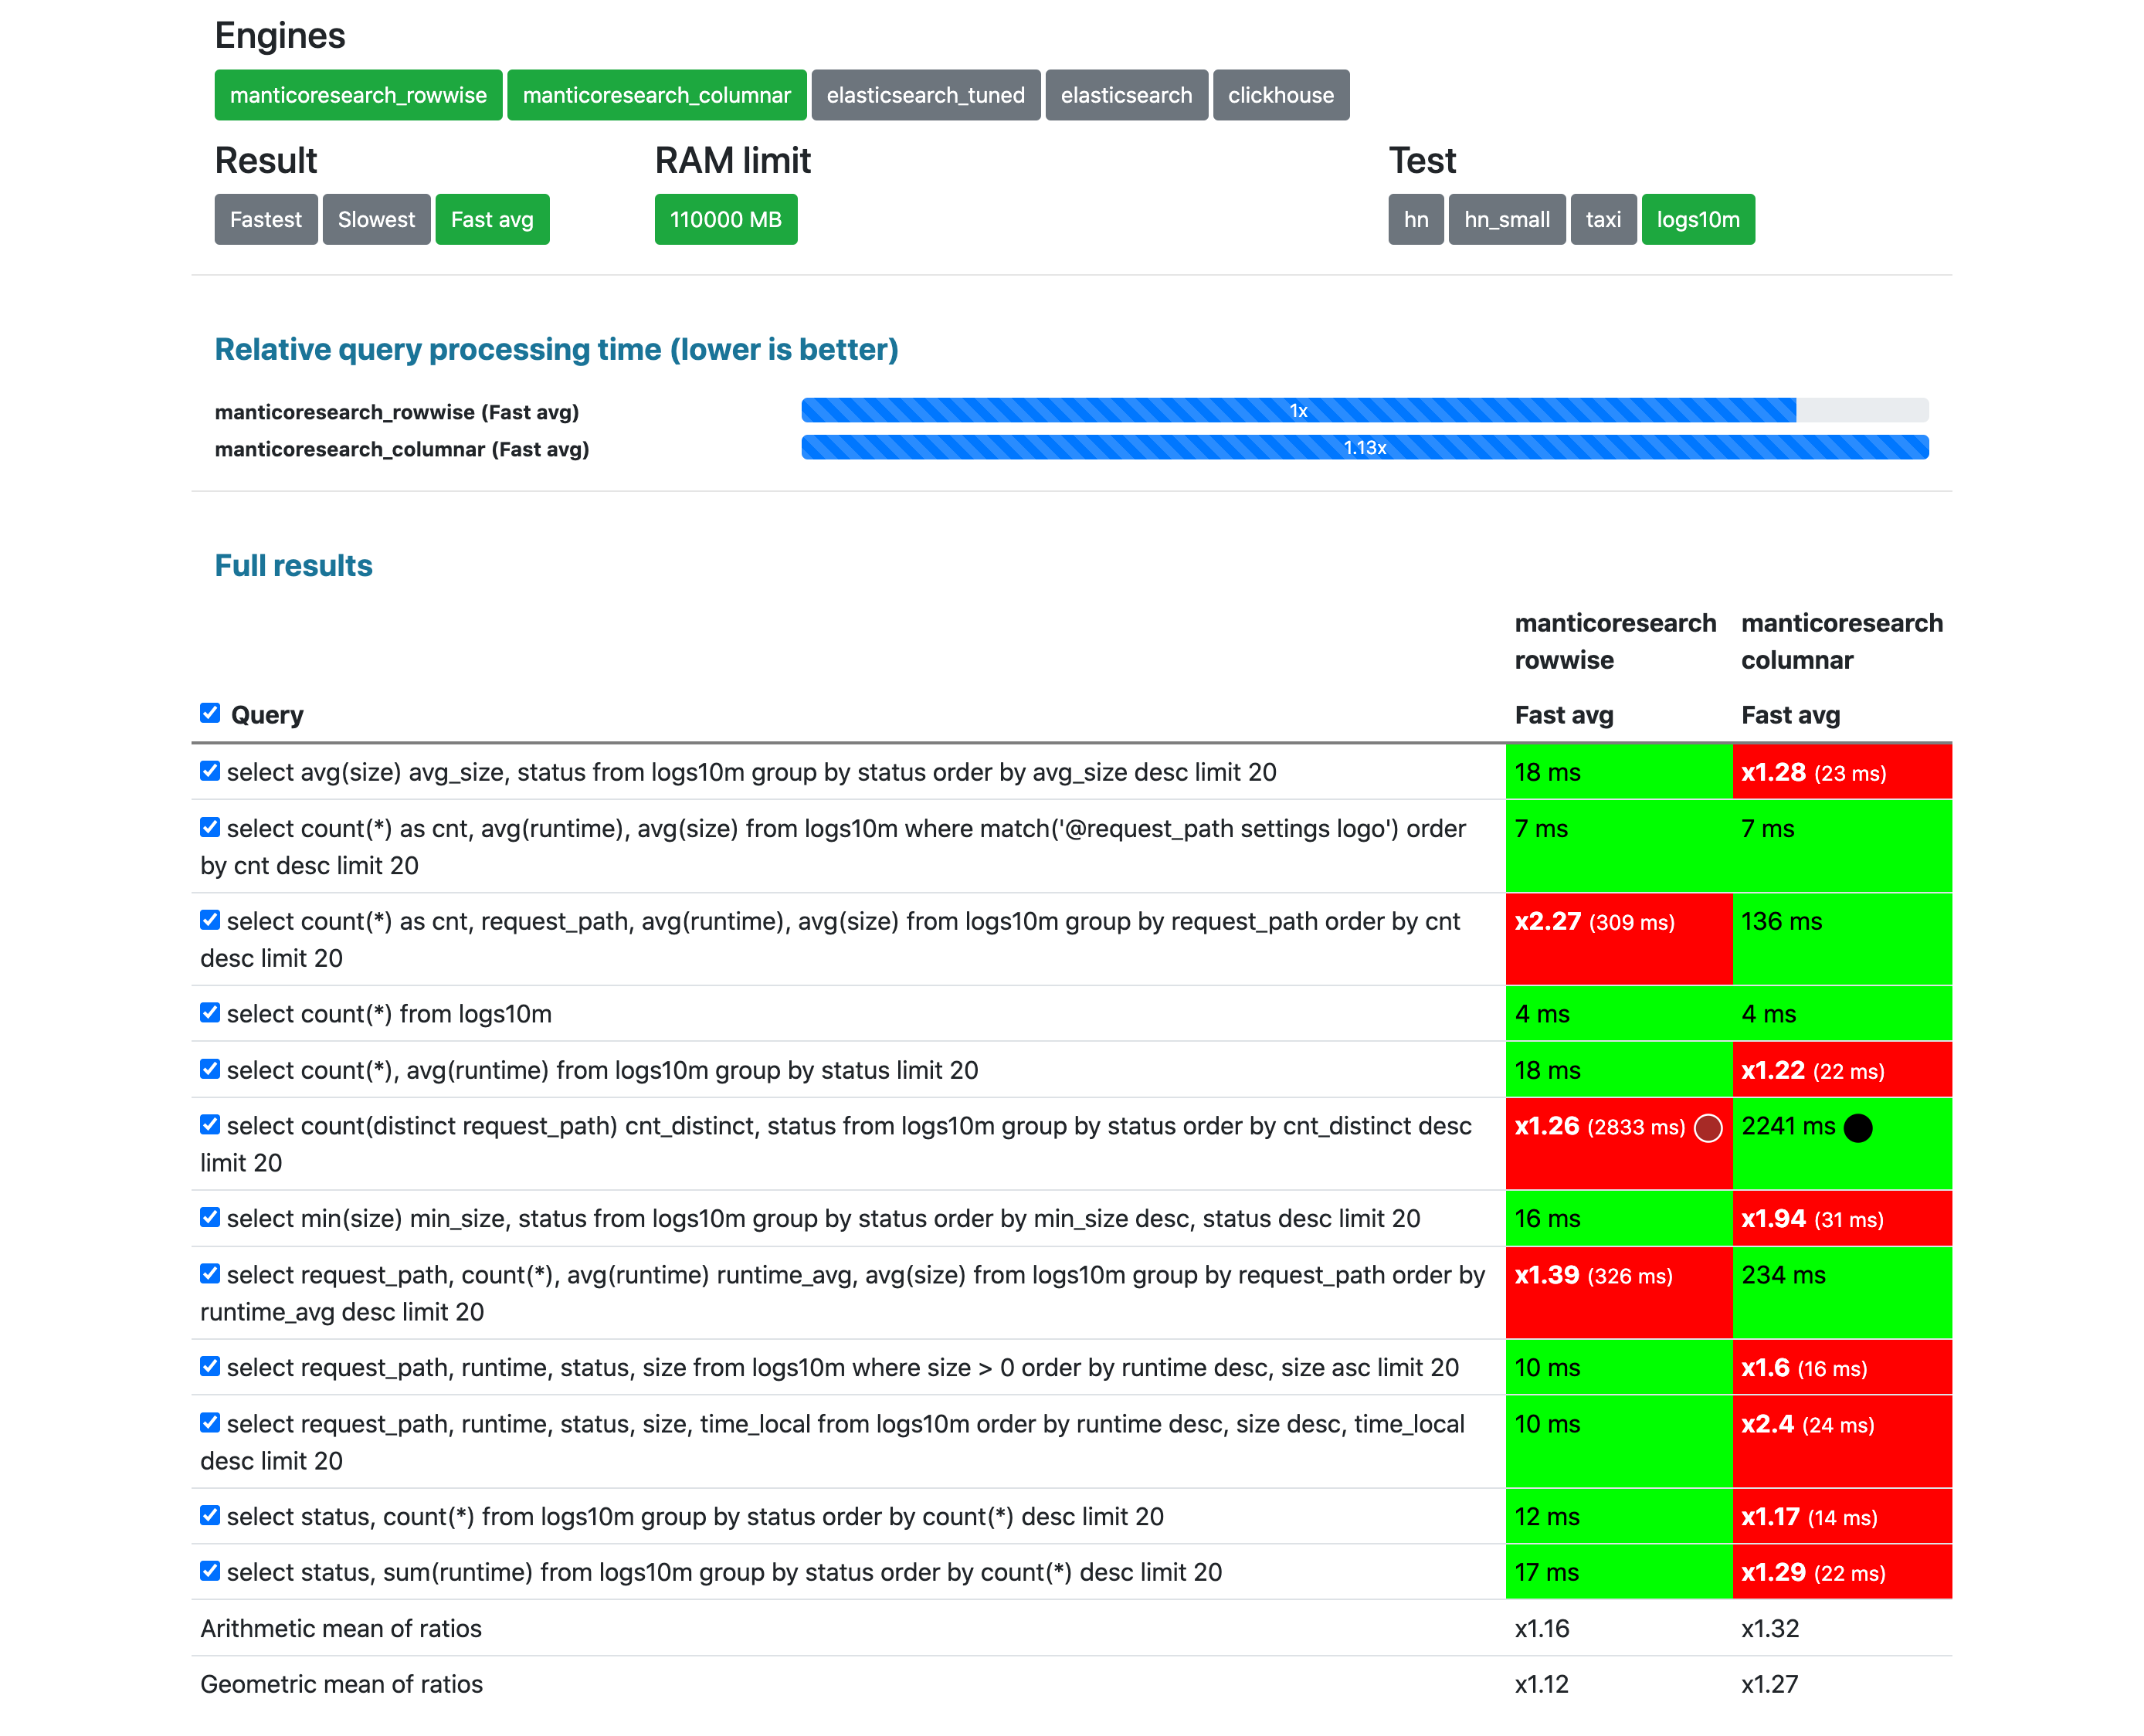 Engines
manticoresearch_rowwise manticoresearch_columnar elasticsearch_tuned elasticsearch clickhouse
Result RAM limit Test
Fastest Slowest Fast avg 110000 MB hn hn_small taxi logs10m
Relative query processing time (lower is better)
manticoresearch_rowwise (Fast avg) 1x
manticoresearch_columnar (Fast avg) 1.13x
Full results
manticoresearch manticoresearch
rowwise columnar
Query Fast avg Fast avg
select avg(size) avg_size, status from logs10m group by status order by avg_size desc limit 20 18 ms x1.28 (23 ms)
select count(*) as cnt, avg(runtime), avg(size) from logs10m where match('@request_path settings logo') order 7 ms 7 ms
by cnt desc limit 20
select count(*) as cnt, request_path, avg(runtime), avg(size) from logs10m group by request_path order by cnt x2.27 (309 ms) 136 ms
desc limit 20
select count(*) from logs10m 4 ms 4 ms
select count(*), avg(runtime) from logs10m group by status limit 20 18 ms x1.22 (22 ms)
select count(distinct request_path) cnt_distinct, status from logs10m group by status order by cnt_distinct desc x1.26 (2833 ms) 2241 ms
limit 20
select min(size) min_size, status from logs10m group by status order by min_size desc, status desc limit 20 16 ms x1.94 (31 ms)
select request_path, count(*), avg(runtime) runtime_avg, avg(size) from logs10m group by request_path order by x1.39 (326 ms) 234 ms
runtime_avg desc limit 20
select request_path, runtime, status, size from logs10m where size > 0 order by runtime desc, size asc limit 20 10 ms x1.6 (16 ms)
select request_path, runtime, status, size, time_local from logs10m order by runtime desc, size desc, time_local 10 ms x2.4 (24 ms)
desc limit 20
select status, count(*) from logs10m group by status order by count(*) desc limit 20 12 ms x1.17 (14 ms)
select status, sum(runtime) from logs10m group by status order by count(*) desc limit 20 17 ms x1.29 (22 ms)
Arithmetic mean of ratios x1.16 x1.32
Geometric mean of ratios x1.12 x1.27